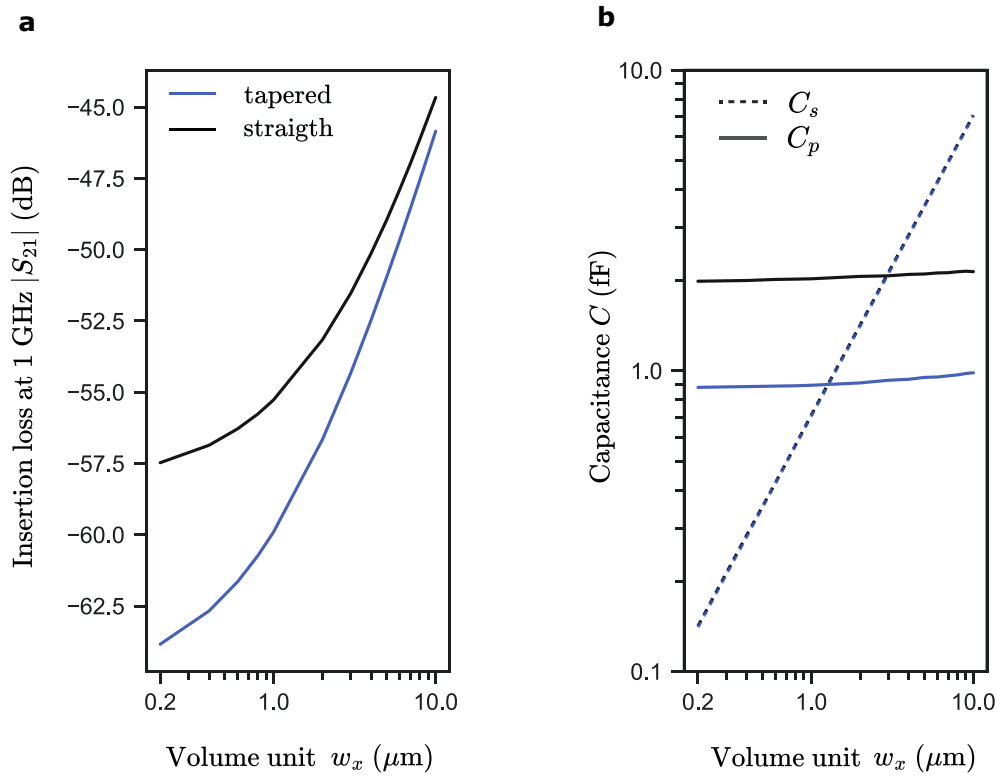 a
tapered
straigth
−45.0
−47.5
−50.0
−52.5
−55.0
−57.5
−60.0
−62.5
Insertion loss at 1 GHz |S₂₁| (dB)
0.2
1.0
10.0
Volume unit wₓ (μm)
b
Cₛ
Cₚ
10.0
1.0
0.1
Capacitance C (fF)
0.2
1.0
10.0
Volume unit wₓ (μm)